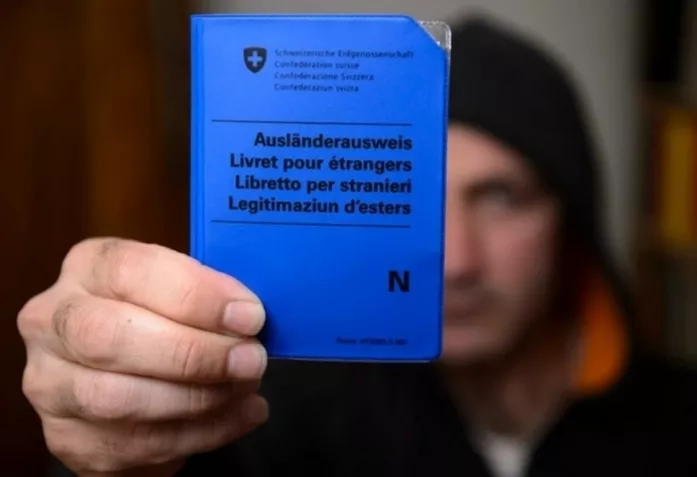 Schweizerische Eidgenossenschaft
Confédération suisse
Confederazione Svizzera
Confederaziun svizra
Ausländerausweis
Livret pour étrangers
Libretto per stranieri
Legitimaziun d'esters
N